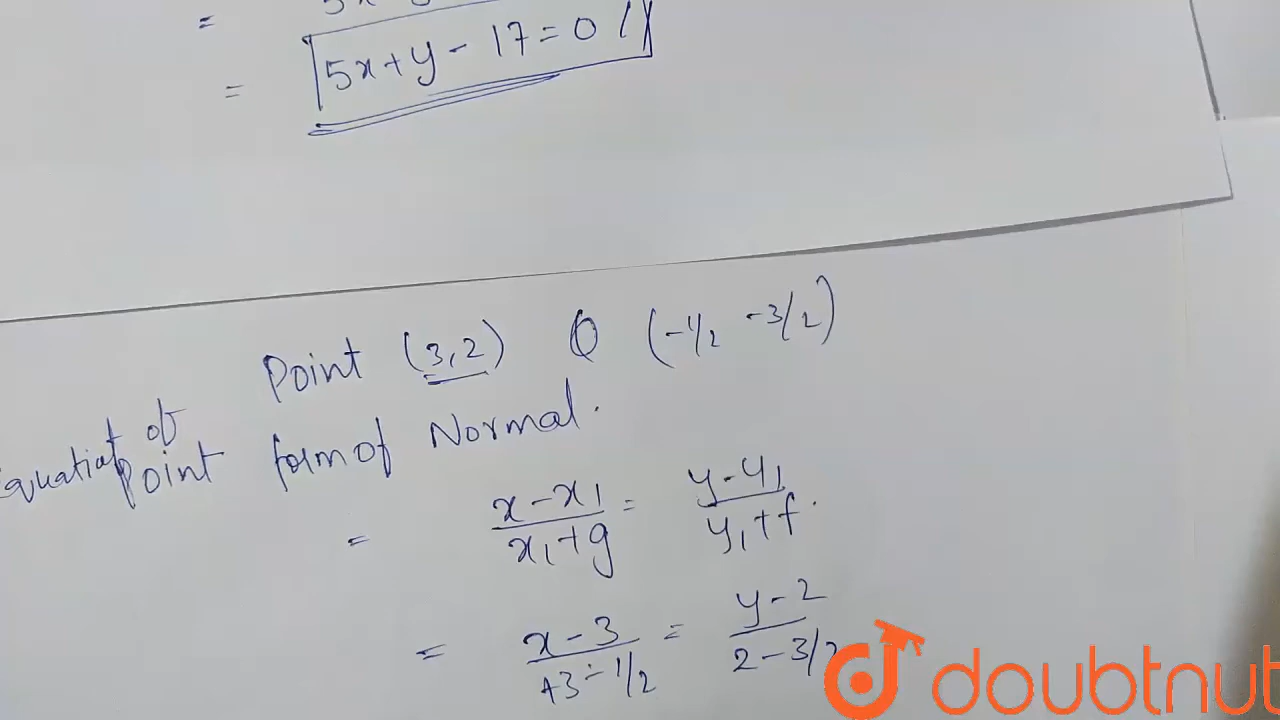 =
= 5x+y-17=0 //
Point (3,2) Q (-1/2 -3/2)
Equation of
point form of Normal.
= x-x₁/x₁+g = y-y₁/y₁+f.
= x-3/+3-1/2 = y-2/2-3/2
doubtnut